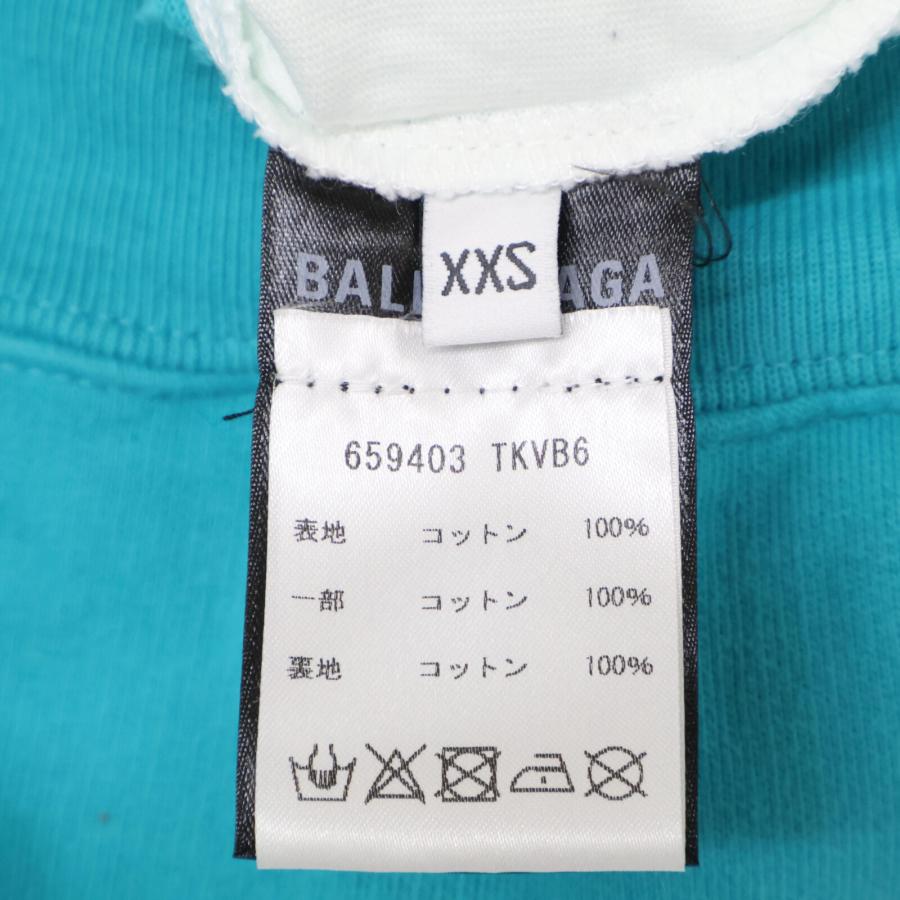 BAL AGA
XXS
659403 TKVB6
表地 コットン 100%
一部 コットン 100%
裏地 コットン 100%